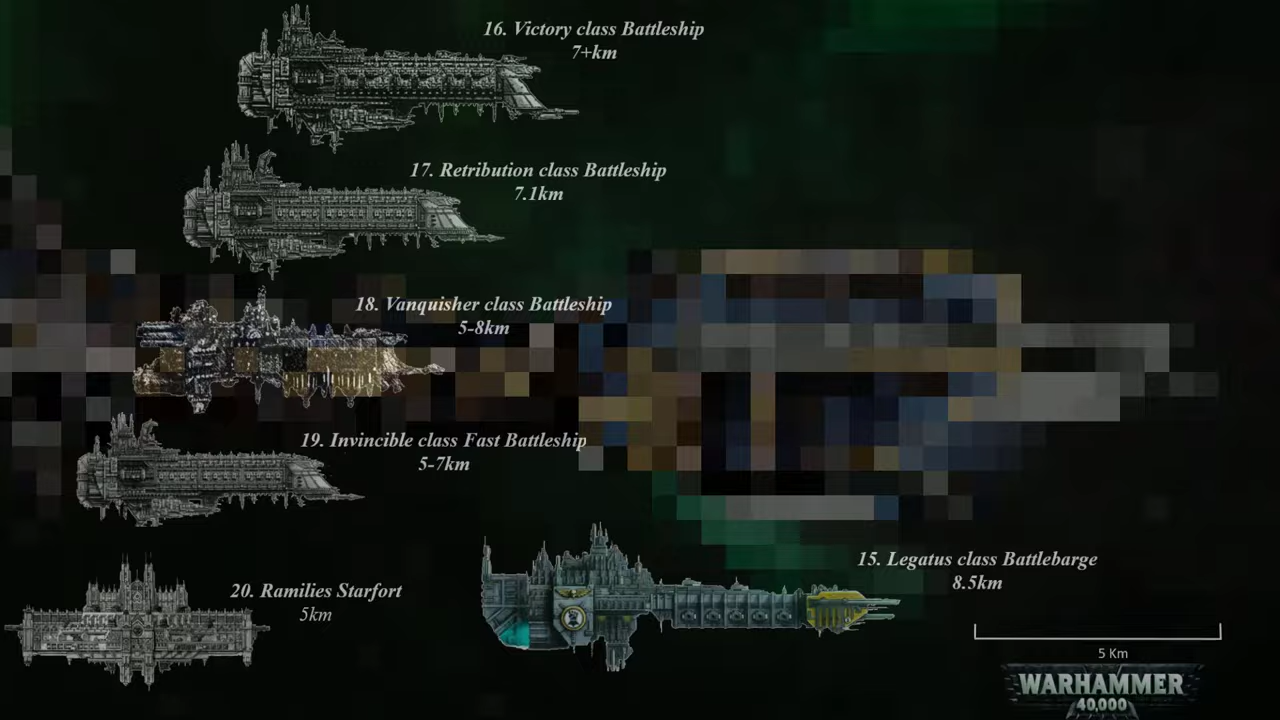 16. Victory class Battleship
7+km
17. Retribution class Battleship
7.1km
18. Vanquisher class Battleship
5-8km
19. Invincible class Fast Battleship
5-7km
20. Ramilies Starfort
5km
15. Legatus class Battlebarge
8.5km
5 Km
WARHAMMER
40,000